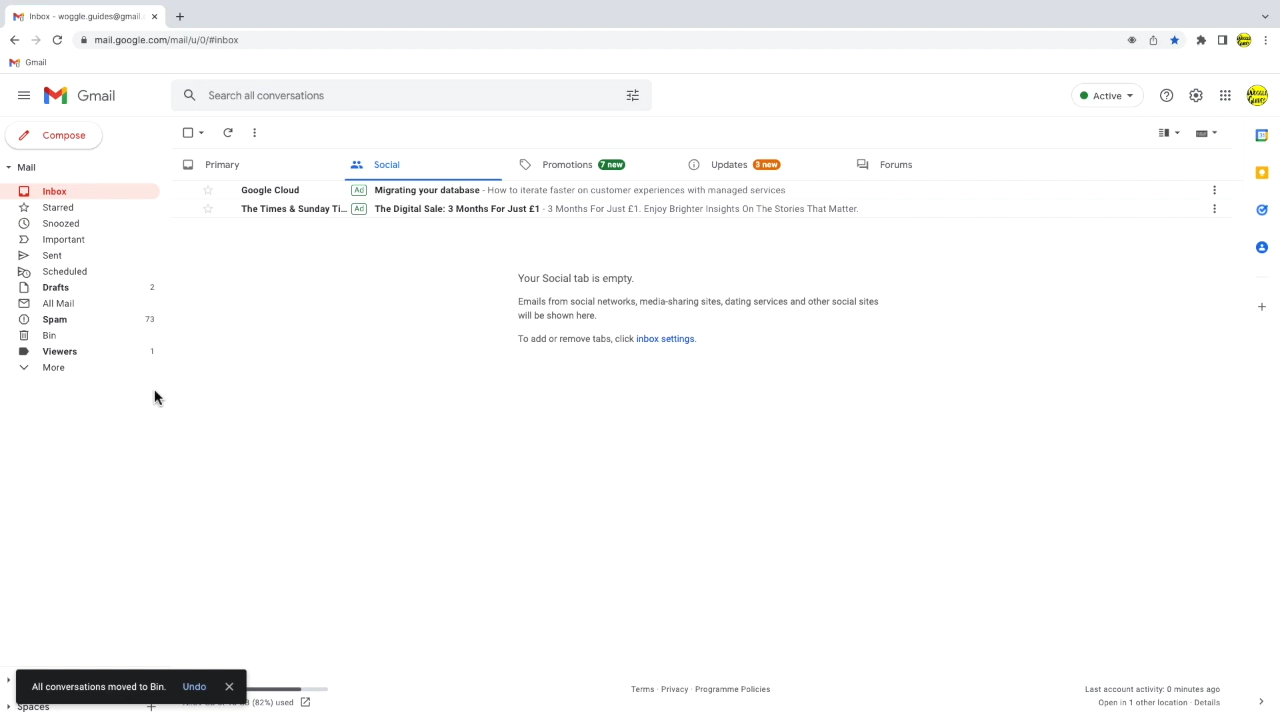 Inbox - woggle.guides@gmail.
mail.google.com/mail/u/0/#inbox
Gmail
Gmail
Search all conversations
Active
WOGGLE GUIDES
Compose
Mail
Primary
Social
Promotions 7 new
Updates 3 new
Forums
Inbox
Google Cloud Ad Migrating your database - How to iterate faster on customer experiences with managed services
Starred
The Times & Sunday Ti... Ad The Digital Sale: 3 Months For Just £1 - 3 Months For Just £1. Enjoy Brighter Insights On The Stories That Matter.
Snoozed
Important
Sent
Scheduled
Drafts 2
All Mail
Spam 73
Bin
Viewers 1
More
Your Social tab is empty.
Emails from social networks, media-sharing sites, dating services and other social sites
will be shown here.
To add or remove tabs, click inbox settings.
All conversations moved to Bin. Undo
Spaces
(82%) used
Terms · Privacy · Programme Policies
Last account activity: 0 minutes ago
Open in 1 other location · Details